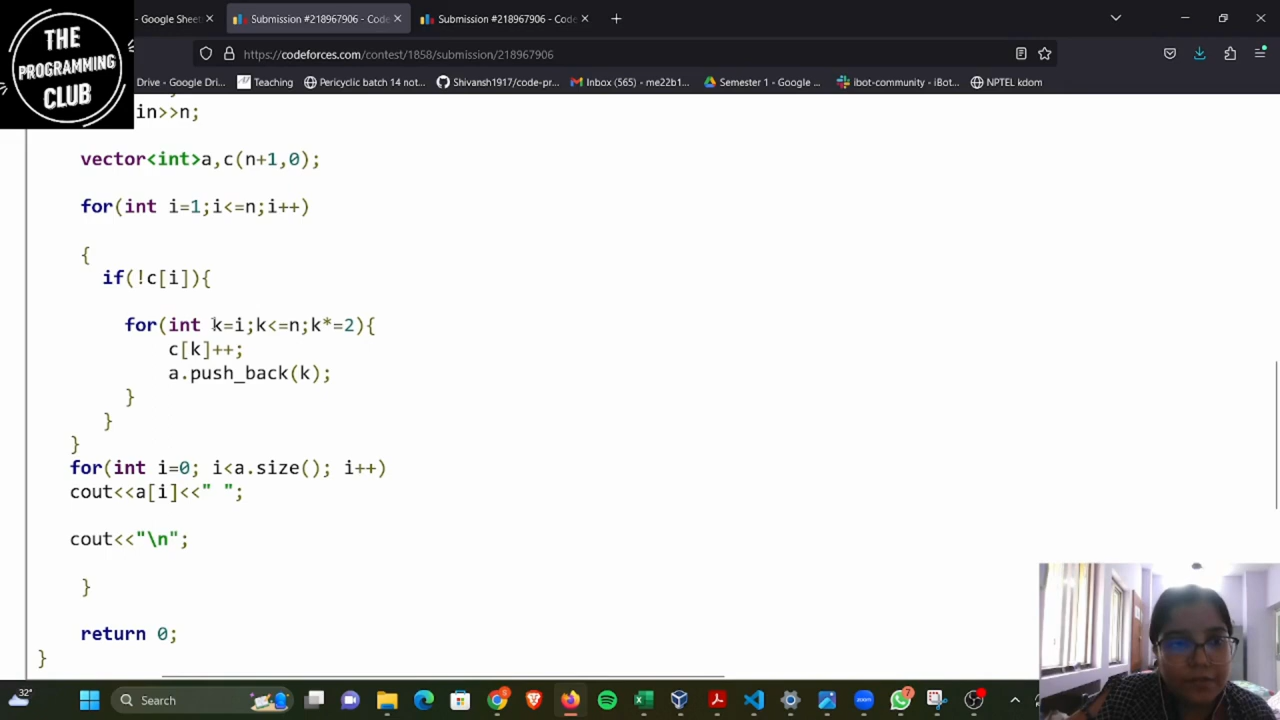 THE
PROGRAMMING
CLUB
- Google Sheet
Submission #218967906 - Code
Submission #218967906 - Code
https://codeforces.com/contest/1858/submission/218967906
Drive - Google Dri...
Teaching
Pericyclic batch 14 not...
Shivansh1917/code-pr...
Inbox (565) - me22b1...
Semester 1 - Google ...
ibot-community - iBot...
NPTEL kdom
in>>n;
vector<int>a,c(n+1,0);
for(int i=1;i<=n;i++)
{
if(!c[i]){
for(int k=i;k<=n;k*=2){
c[k]++;
a.push_back(k);
}
}
}
for(int i=0; i<a.size(); i++)
cout<<a[i]<<" ";
cout<<"\n";
}
return 0;
}
32°
Search